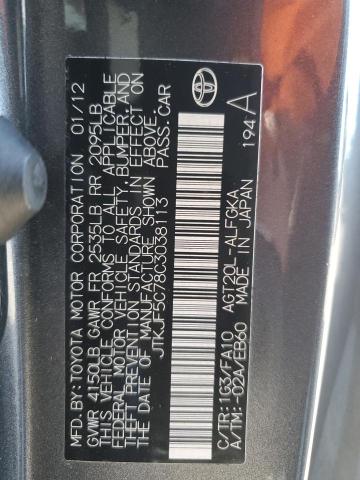 MFD.BY:TOYOTA MOTOR CORPORATION 01/12
GVWR 4150LB GAWR FR 2535LB RR 2095LB
THIS VEHICLE CONFORMS TO ALL APPLICABLE
FEDERAL MOTOR VEHICLE SAFETY, BUMPER, AND
THEFT PREVENTION STANDARDS IN EFFECT ON
THE DATE OF MANUFACTURE SHOWN ABOVE.
JTKJF5C78C3038113 PASS.CAR
C/TR:1G3/FA10 AGT20L-ALFGKA
A/TM:-02A/EB60 MADE IN JAPAN
194 A